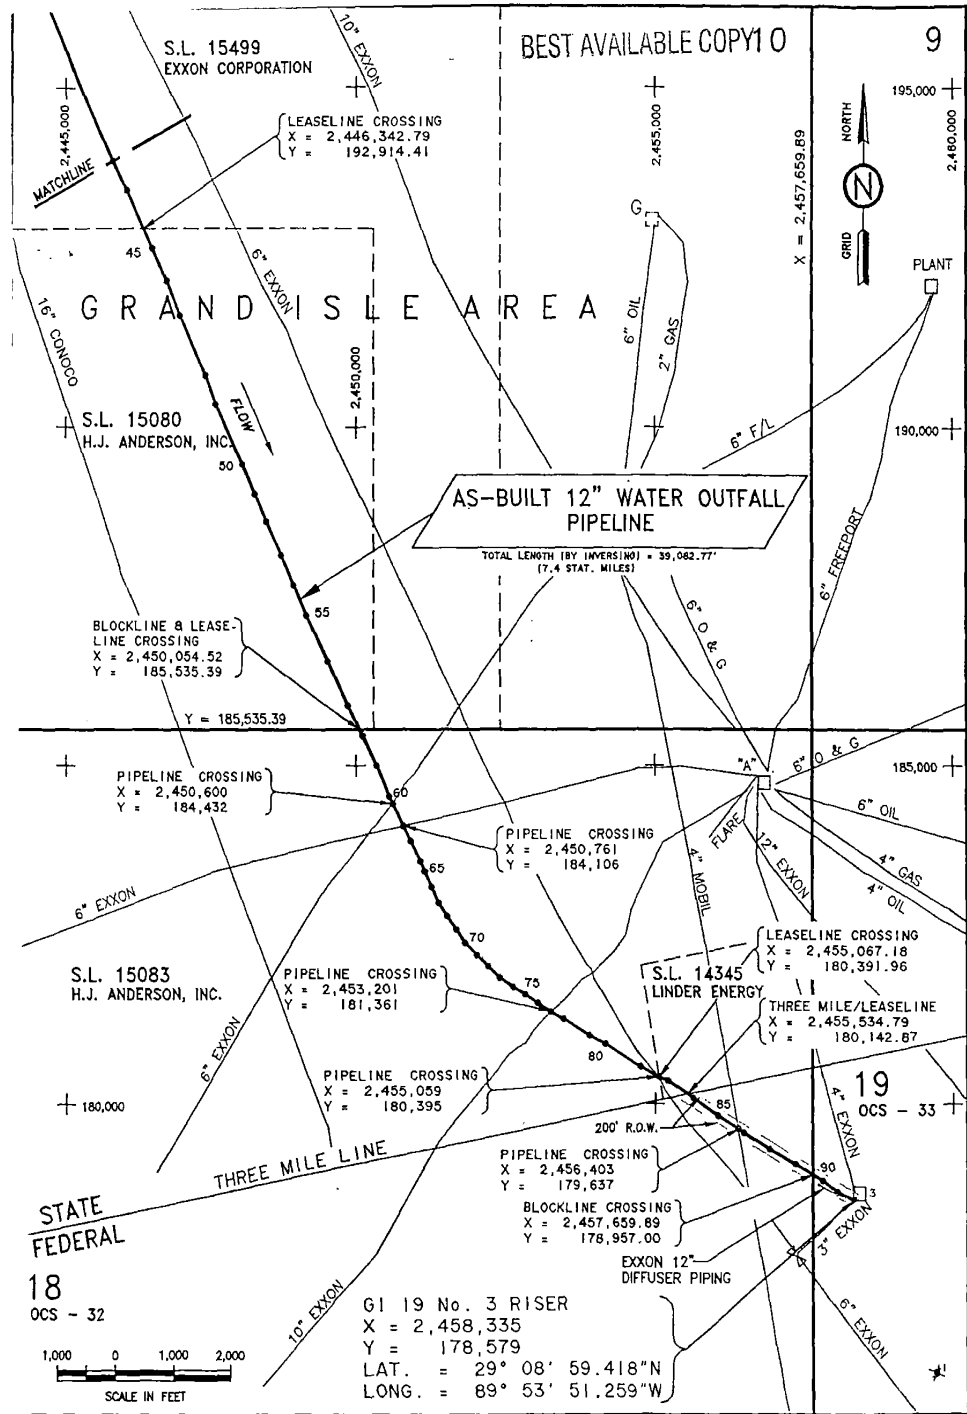 BEST AVAILABLE COPY
10
9
S.L. 15499
EXXON CORPORATION
10" EXXON
2,445,000
2,455,000
X = 2,457,659.89
195,000
2,480,000
NORTH
N
GRID
LEASELINE CROSSING
X = 2,446,342.79
Y = 192,914.41
MATCHLINE
45
6" EXXON
G
PLANT
GRAND ISLE AREA
16" CONOCO
6" OIL
2" GAS
2,450,000
FLOW
S.L. 15080
H.J. ANDERSON, INC.
6" F/L
190,000
50
AS-BUILT 12" WATER OUTFALL
PIPELINE
TOTAL LENGTH (BY INVERSING) = 39,082.77'
(7.4 STAT. MILES)
6" FREEPORT
55
6" O & G
BLOCKLINE & LEASE-
LINE CROSSING
X = 2,450,054.52
Y = 185,535.39
Y = 185,535.39
"A"
6" O & G
185,000
PIPELINE CROSSING
X = 2,450,600
Y = 184,432
60
6" OIL
FLARE
12" EXXON
PIPELINE CROSSING
X = 2,450,761
Y = 184,106
4" GAS
4" OIL
65
4" MOBIL
6" EXXON
70
LEASELINE CROSSING
X = 2,455,067.18
Y = 180,391.96
S.L. 15083
H.J. ANDERSON, INC.
PIPELINE CROSSING
X = 2,453,201
Y = 181,361
75
S.L. 14345
LINDER ENERGY
THREE MILE/LEASELINE
X = 2,455,534.79
Y = 180,142.87
6" EXXON
80
PIPELINE CROSSING
X = 2,455,059
Y = 180,395
19
OCS - 33
180,000
85
4" EXXON
200' R.O.W.
THREE MILE LINE
PIPELINE CROSSING
X = 2,456,403
Y = 179,637
90
3
STATE
FEDERAL
BLOCKLINE CROSSING
X = 2,457,659.89
Y = 178,957.00
3" EXXON
EXXON 12"
DIFFUSER PIPING
18
OCS - 32
10" EXXON
6" EXXON
GI 19 No. 3 RISER
X = 2,458,335
Y = 178,579
LAT. = 29° 08' 59.418"N
LONG. = 89° 53' 51.259"W
1,000 0 1,000 2,000
SCALE IN FEET